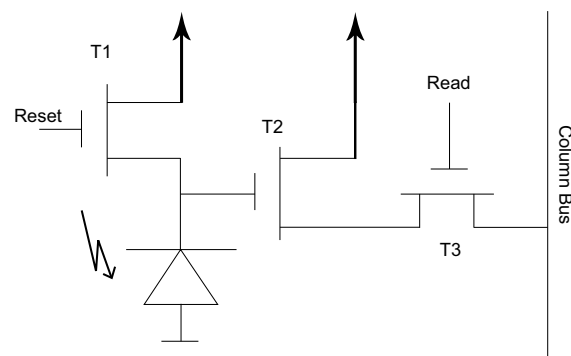 T1
Reset
T2
Read
T3
Column Bus